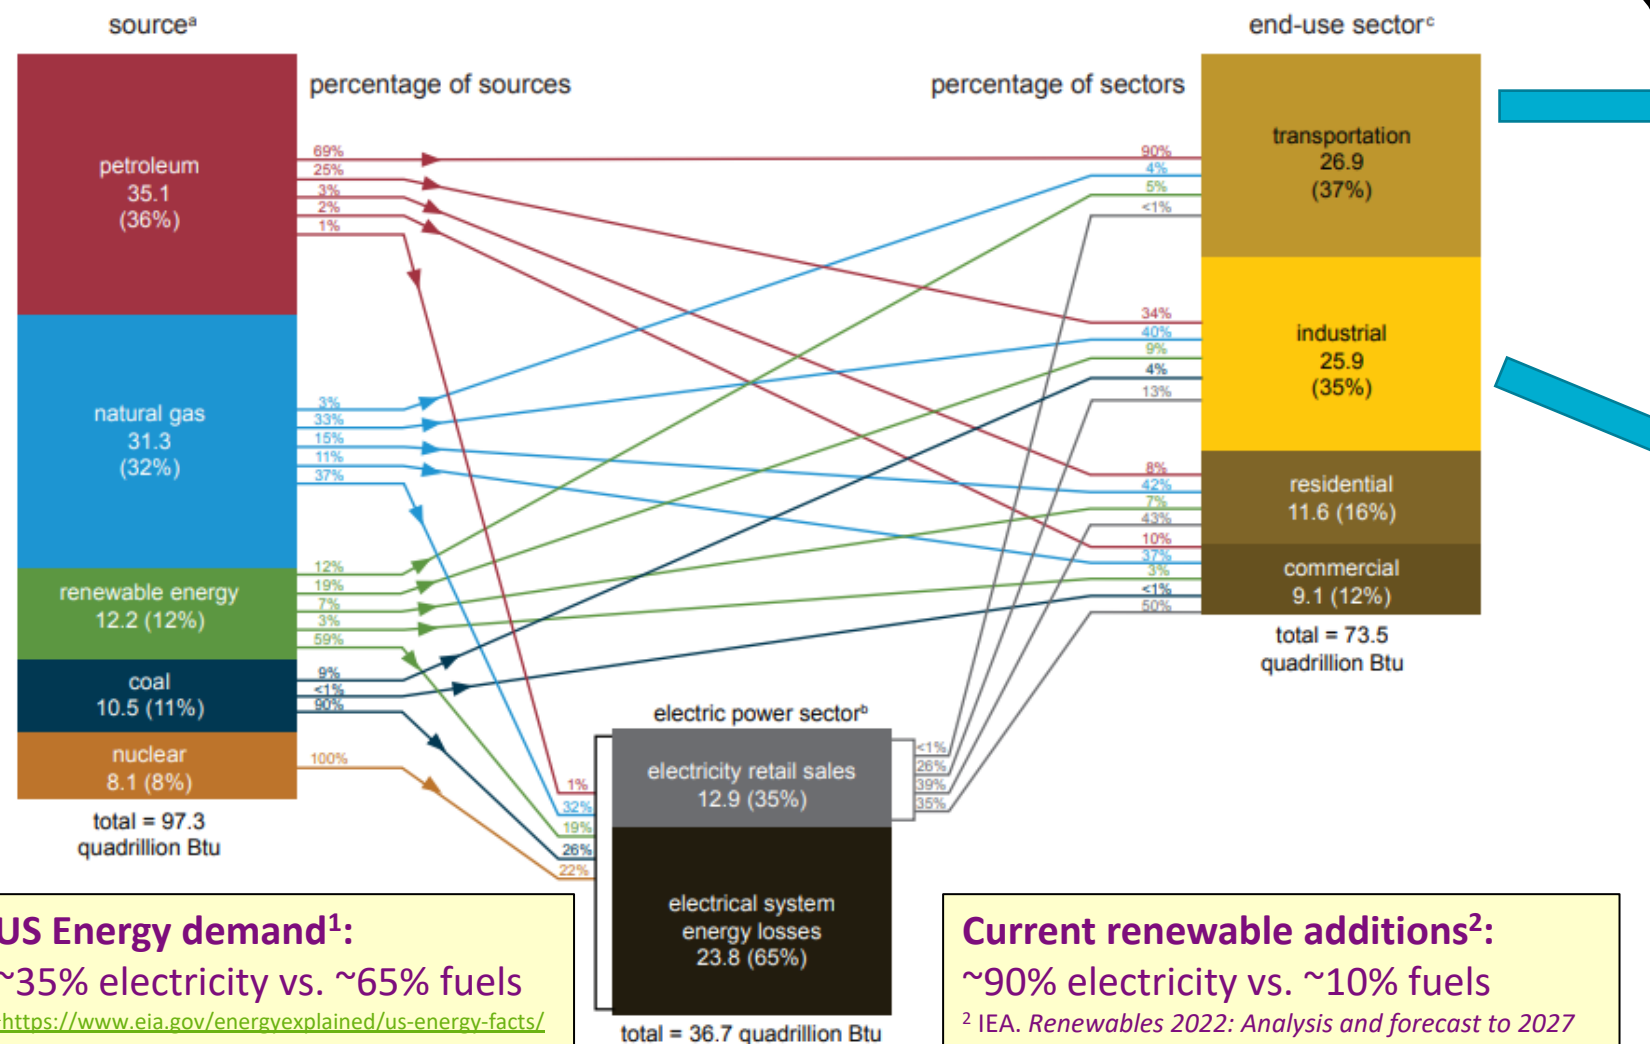 sourceᵃ
end-use sectorᶜ
percentage of sources
percentage of sectors
petroleum
35.1
(36%)
69%
25%
3%
2%
1%
natural gas
31.3
(32%)
3%
33%
15%
11%
37%
renewable energy
12.2 (12%)
12%
19%
7%
3%
59%
coal
10.5 (11%)
9%
<1%
90%
nuclear
8.1 (8%)
100%
total = 97.3
quadrillion Btu
90%
4%
5%
<1%
transportation
26.9
(37%)
34%
40%
9%
4%
13%
industrial
25.9
(35%)
8%
42%
7%
43%
residential
11.6 (16%)
10%
37%
3%
<1%
50%
commercial
9.1 (12%)
total = 73.5
quadrillion Btu
electric power sectorᵇ
1%
32%
19%
26%
22%
electricity retail sales
12.9 (35%)
<1%
26%
39%
35%
electrical system
energy losses
23.8 (65%)
total = 36.7 quadrillion Btu
US Energy demand¹:
~35% electricity vs. ~65% fuels
https://www.eia.gov/energyexplained/us-energy-facts/
Current renewable additions²:
~90% electricity vs. ~10% fuels
² IEA. Renewables 2022: Analysis and forecast to 2027